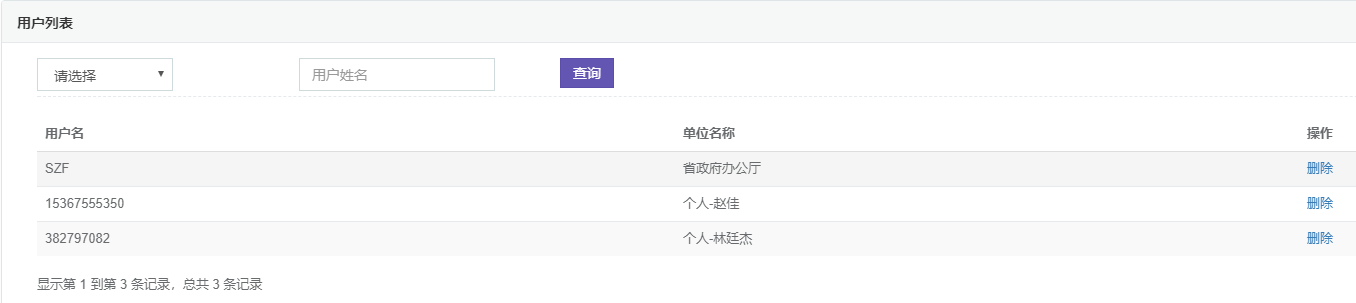 用户列表
请选择 用户姓名 查询
用户名 单位名称 操作
SZF 省政府办公厅 删除
15367555350 个人-赵佳 删除
382797082 个人-林廷杰 删除
显示第 1 到第 3 条记录，总共 3 条记录